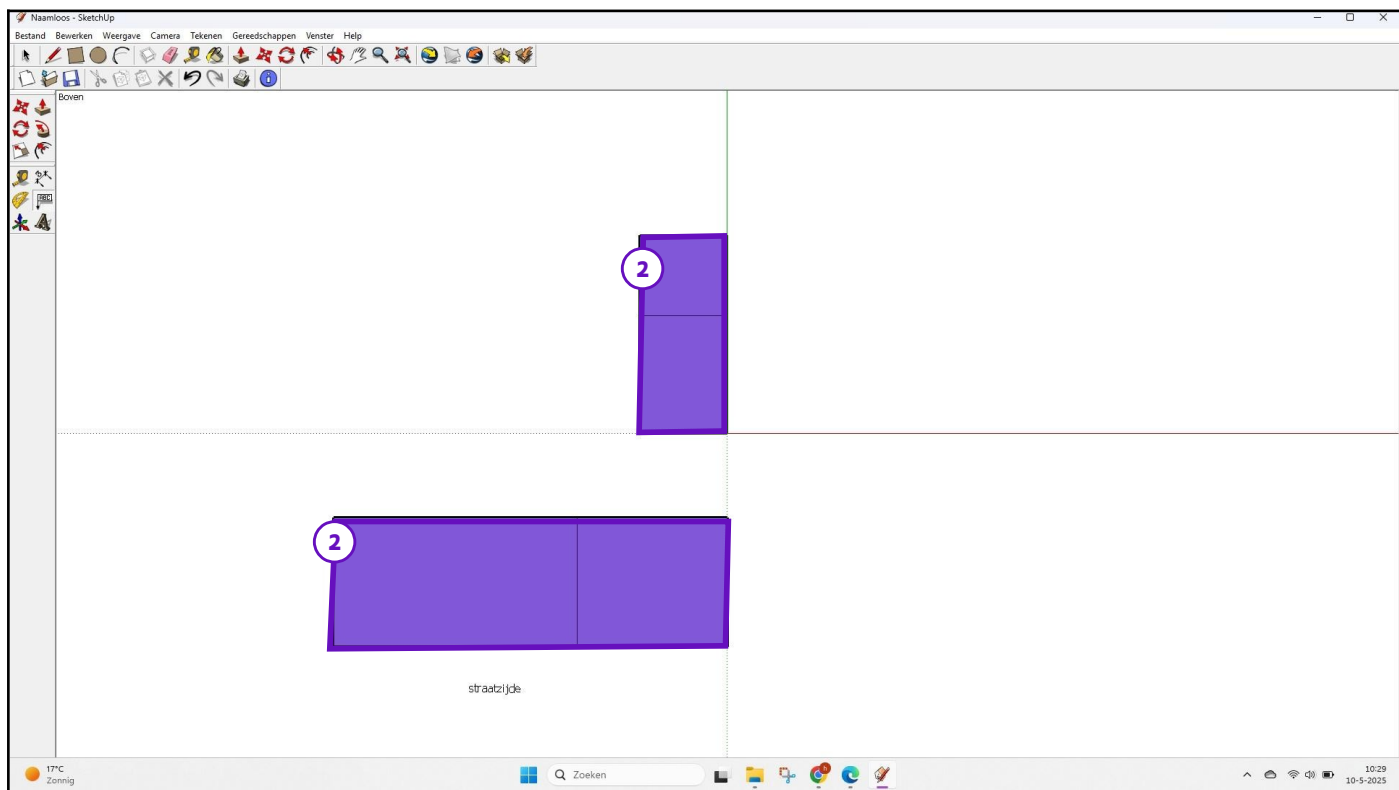 Naamloos - SketchUp
Bestand Bewerken Weergave Camera Tekenen Gereedschappen Venster Help
Boven
ABC
2
2
straatzijde
17°C
Zonnig
Zoeken
10:29
10-5-2025